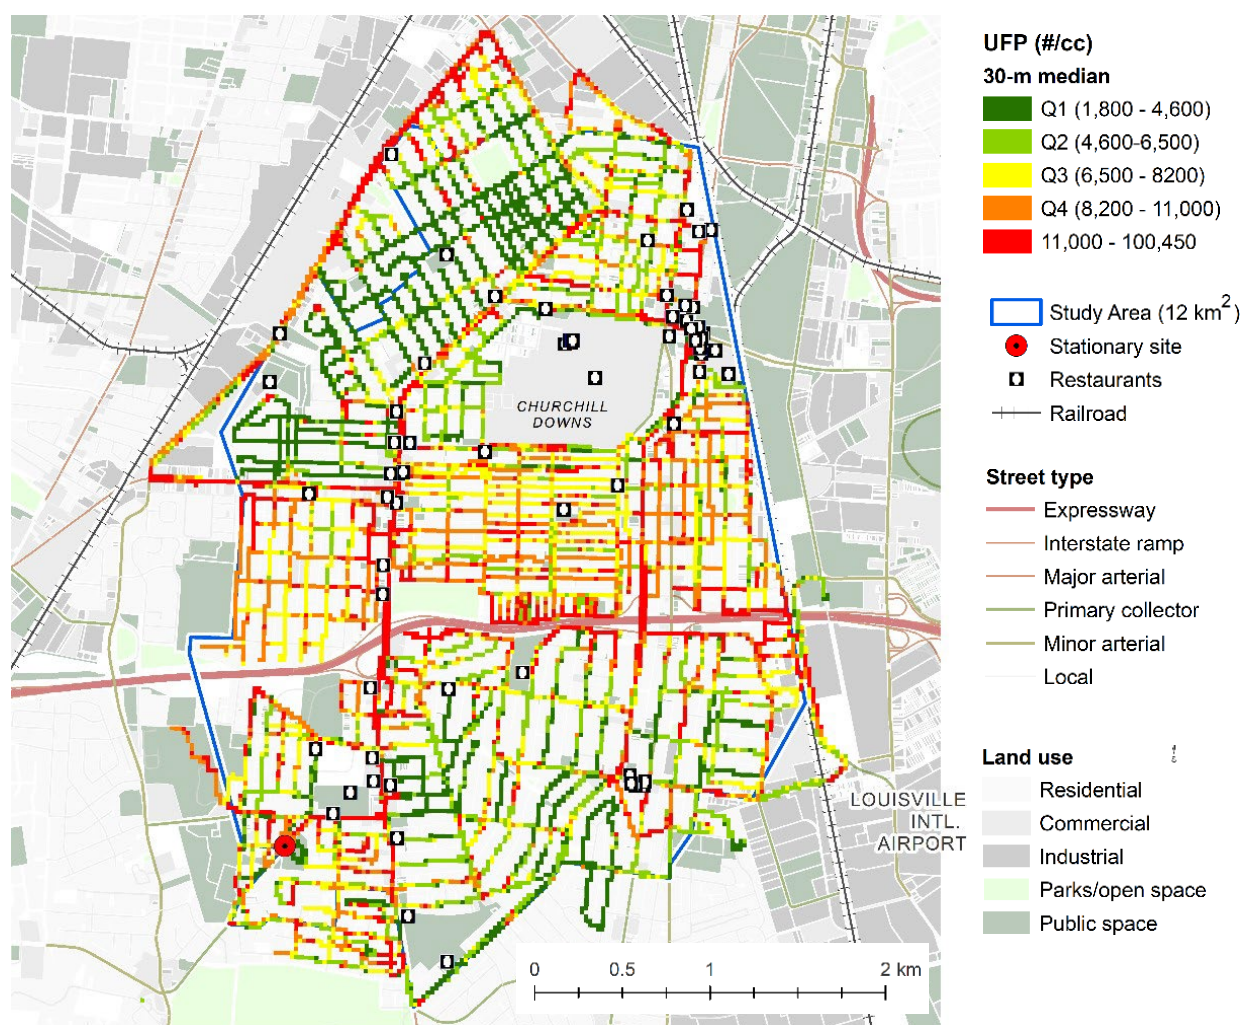 UFP (#/cc)
30-m median
Q1 (1,800 - 4,600)
Q2 (4,600-6,500)
Q3 (6,500 - 8200)
Q4 (8,200 - 11,000)
11,000 - 100,450
Study Area (12 km²)
Stationary site
Restaurants
Railroad
CHURCHILL
DOWNS
Street type
Expressway
Interstate ramp
Major arterial
Primary collector
Minor arterial
Local
Land use
Residential
Commercial
Industrial
Parks/open space
Public space
LOUISVILLE
INTL.
AIRPORT
0 0.5 1 2 km